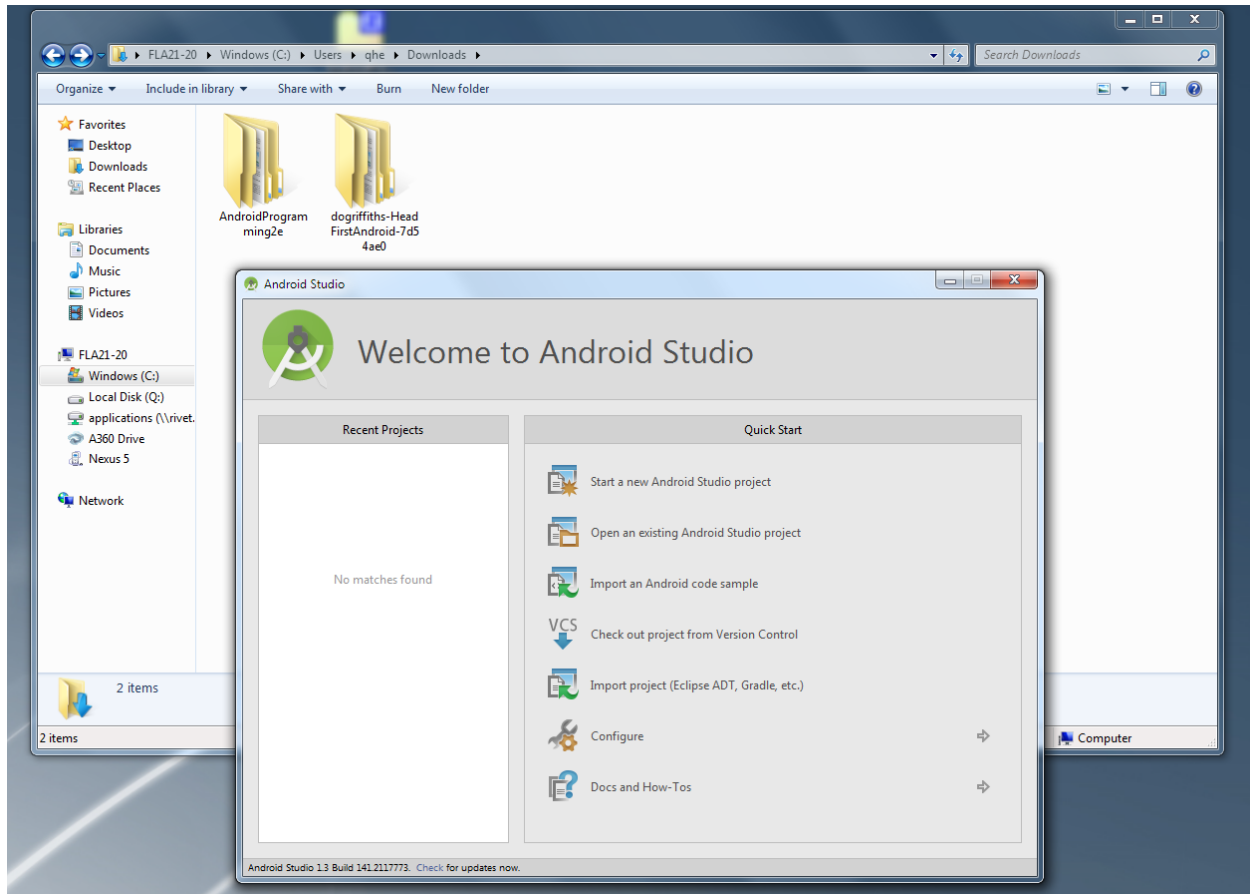 FLA21-20 Windows (C:) Users qhe Downloads
Search Downloads
Organize Include in library Share with Burn New folder
Favorites
Desktop
Downloads
Recent Places
Libraries
Documents
Music
Pictures
Videos
FLA21-20
Windows (C:)
Local Disk (Q:)
applications (\\rivet.
A360 Drive
Nexus 5
Network
AndroidProgram
ming2e
dogriffiths-Head
FirstAndroid-7d5
4ae0
2 items
2 items
Computer
Android Studio
Welcome to Android Studio
Recent Projects
No matches found
Quick Start
Start a new Android Studio project
Open an existing Android Studio project
Import an Android code sample
VCS
Check out project from Version Control
Import project (Eclipse ADT, Gradle, etc.)
Configure
Docs and How-Tos
Android Studio 1.3 Build 141.2117773. Check for updates now.